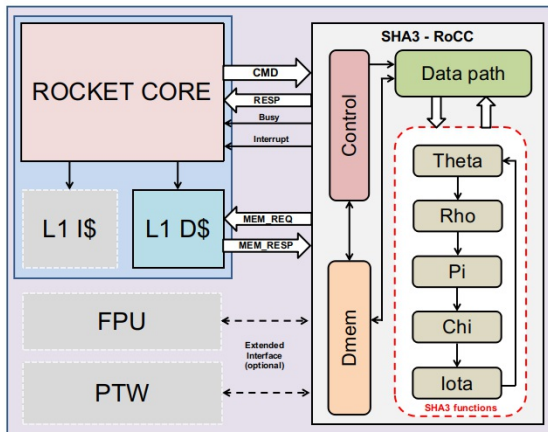 SHA3 - RoCC
ROCKET CORE
CMD
RESP
Busy
Interrupt
Control
Data path
L1 I$
L1 D$
MEM_REQ
MEM_RESP
Theta
Rho
Pi
Chi
Iota
SHA3 functions
Dmem
FPU
Extended
Interface
(optional)
PTW